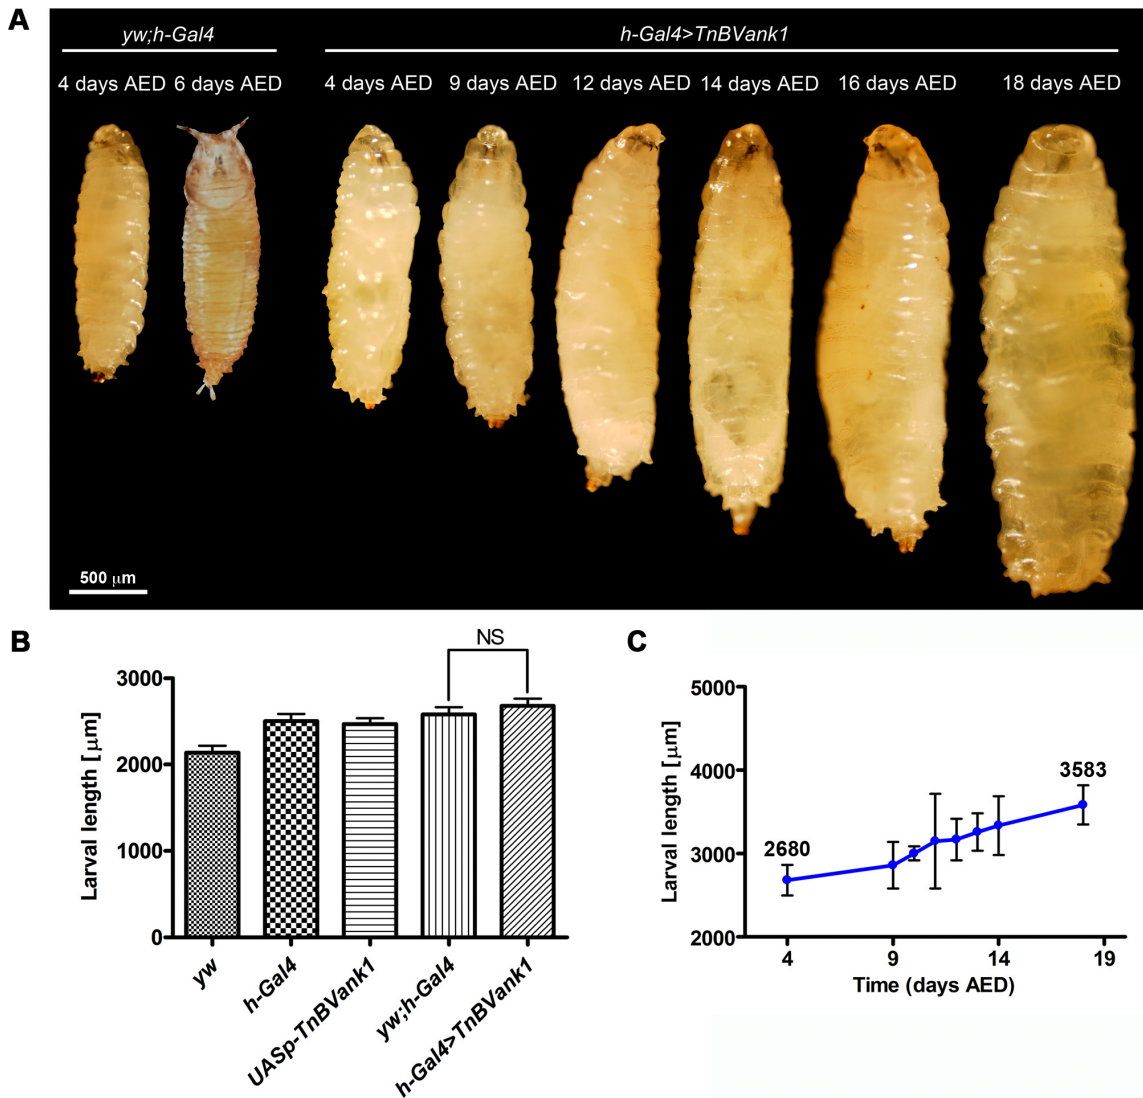 A
yw;h-Gal4 h-Gal4>TnBVank1
4 days AED 6 days AED 4 days AED 9 days AED 12 days AED 14 days AED 16 days AED 18 days AED
500 μm
B
NS
3000
2000
1000
0
Larval length [μm]
yw
h-Gal4
UASp-TnBVank1
yw;h-Gal4
h-Gal4>TnBVank1
C
5000
4000
3000
2000
Larval length [μm]
2680
3583
4 9 14 19
Time (days AED)